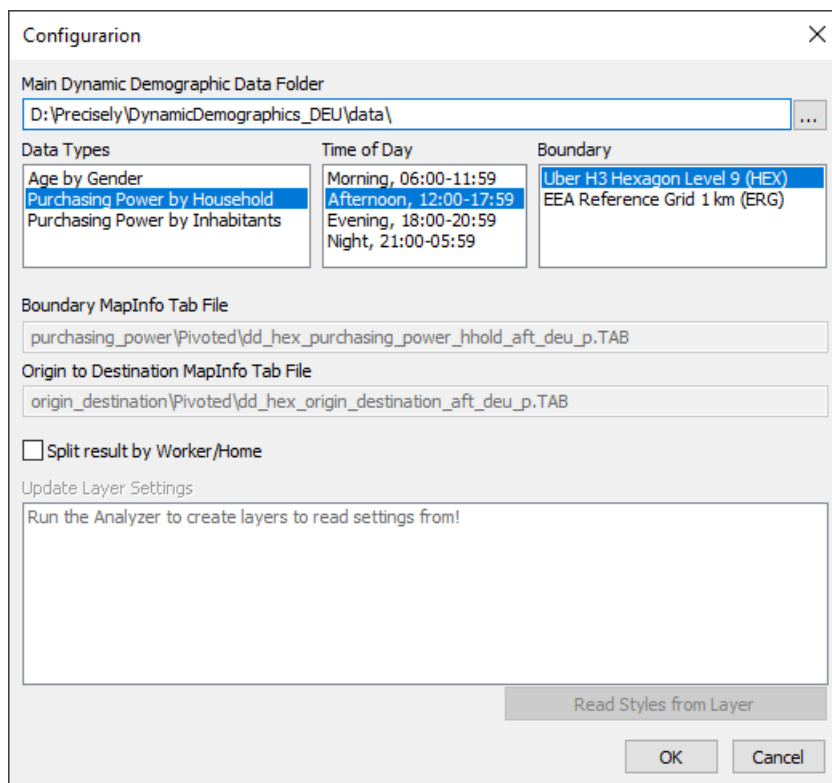 Configurarion
Main Dynamic Demographic Data Folder
D:\Precisely\DynamicDemographics_DEU\data\
...
Data Types
Age by Gender
Purchasing Power by Household
Purchasing Power by Inhabitants
Time of Day
Morning, 06:00-11:59
Afternoon, 12:00-17:59
Evening, 18:00-20:59
Night, 21:00-05:59
Boundary
Uber H3 Hexagon Level 9 (HEX)
EEA Reference Grid 1 km (ERG)
Boundary MapInfo Tab File
purchasing_power\Pivoted\dd_hex_purchasing_power_hhold_aft_deu_p.TAB
Origin to Destination MapInfo Tab File
origin_destination\Pivoted\dd_hex_origin_destination_aft_deu_p.TAB
Split result by Worker/Home
Update Layer Settings
Run the Analyzer to create layers to read settings from!
Read Styles from Layer
OK
Cancel